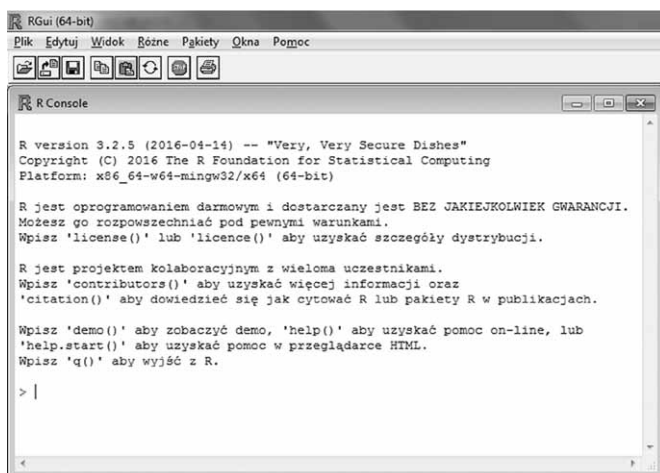 RGui (64-bit)
Plik Edytuj Widok Różne Pakiety Okna Pomoc
R Console
R version 3.2.5 (2016-04-14) -- "Very, Very Secure Dishes"
Copyright (C) 2016 The R Foundation for Statistical Computing
Platform: x86_64-w64-mingw32/x64 (64-bit)
R jest oprogramowaniem darmowym i dostarczany jest BEZ JAKIEJKOLWIEK GWARANCJI.
Możesz go rozpowszechniać pod pewnymi warunkami.
Wpisz 'license()' lub 'licence()' aby uzyskać szczegóły dystrybucji.
R jest projektem kolaboracyjnym z wieloma uczestnikami.
Wpisz 'contributors()' aby uzyskać więcej informacji oraz
'citation()' aby dowiedzieć się jak cytować R lub pakiety R w publikacjach.
Wpisz 'demo()' aby zobaczyć demo, 'help()' aby uzyskać pomoc on-line, lub
'help.start()' aby uzyskać pomoc w przeglądarce HTML.
Wpisz 'q()' aby wyjść z R.
>